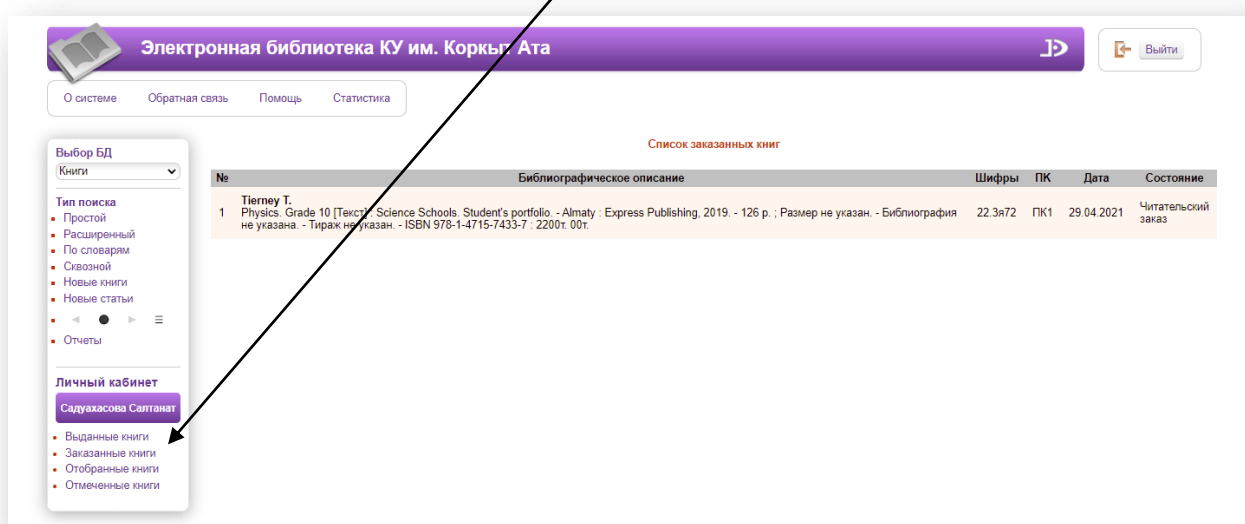 Электронная библиотека КУ им. Коркыт Ата
Выйти
О системе Обратная связь Помощь Статистика
Выбор БД
Книги
Тип поиска
Простой
Расширенный
По словарям
Сквозной
Новые книги
Новые статьи
Отчеты
Личный кабинет
Садуахасова Салтанат
Выданные книги
Заказанные книги
Отобранные книги
Отмеченные книги
Список заказанных книг
№ Библиографическое описание Шифры ПК Дата Состояние
Tierney T.
1 Physics. Grade 10 [Текст] : Science Schools. Student's portfolio. - Almaty : Express Publishing, 2019. - 126 p. ; Размер не указан. - Библиография 22.3я72 ПК1 29.04.2021 Читательский
не указана. - Тираж не указан. - ISBN 978-1-4715-7433-7 : 2200т. 00т. заказ